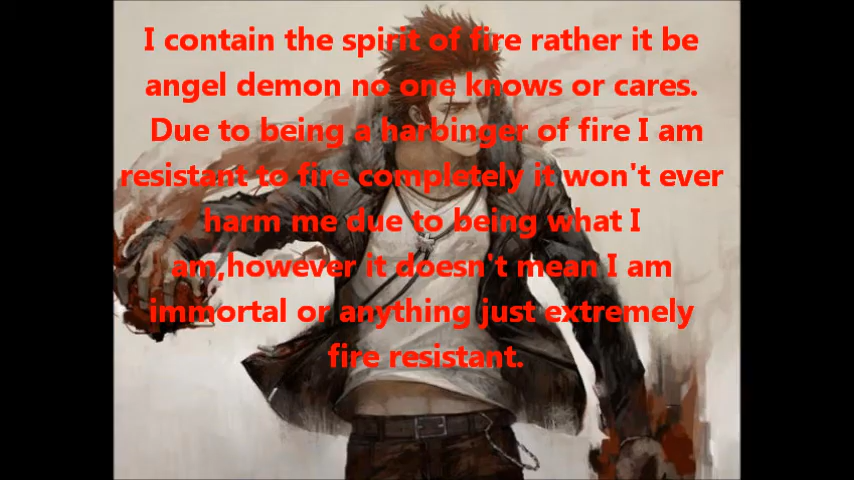 I contain the spirit of fire rather it be
angel demon no one knows or cares.
Due to being a harbinger of fire I am
resistant to fire completely it won't ever
harm me due to being what I
am,however it doesn't mean I am
immortal or anything just extremely
fire resistant.